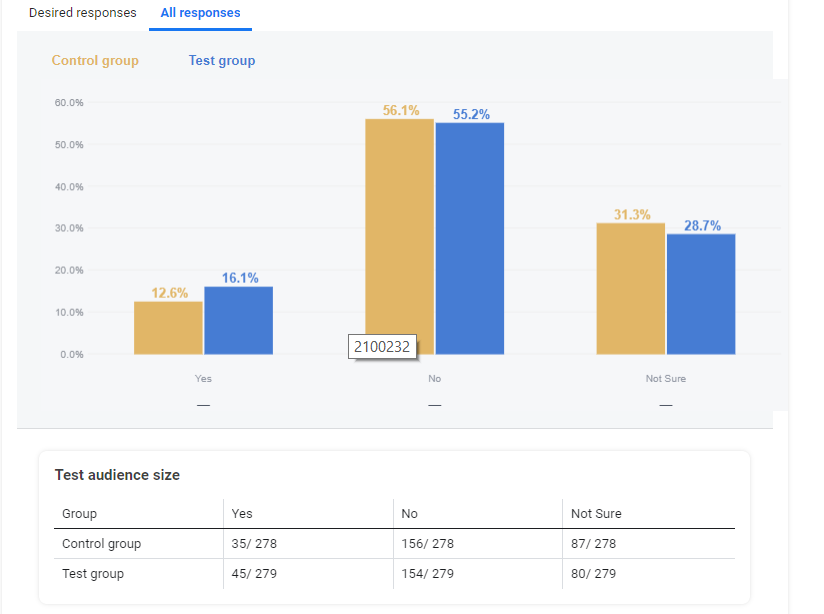 Desired responses All responses
Control group Test group
60.0%
50.0%
40.0%
30.0%
20.0%
10.0%
0.0%
56.1% 55.2%
31.3% 28.7%
12.6% 16.1%
2100232
Yes No Not Sure
— — —
Test audience size
Group Yes No Not Sure
Control group 35/ 278 156/ 278 87/ 278
Test group 45/ 279 154/ 279 80/ 279